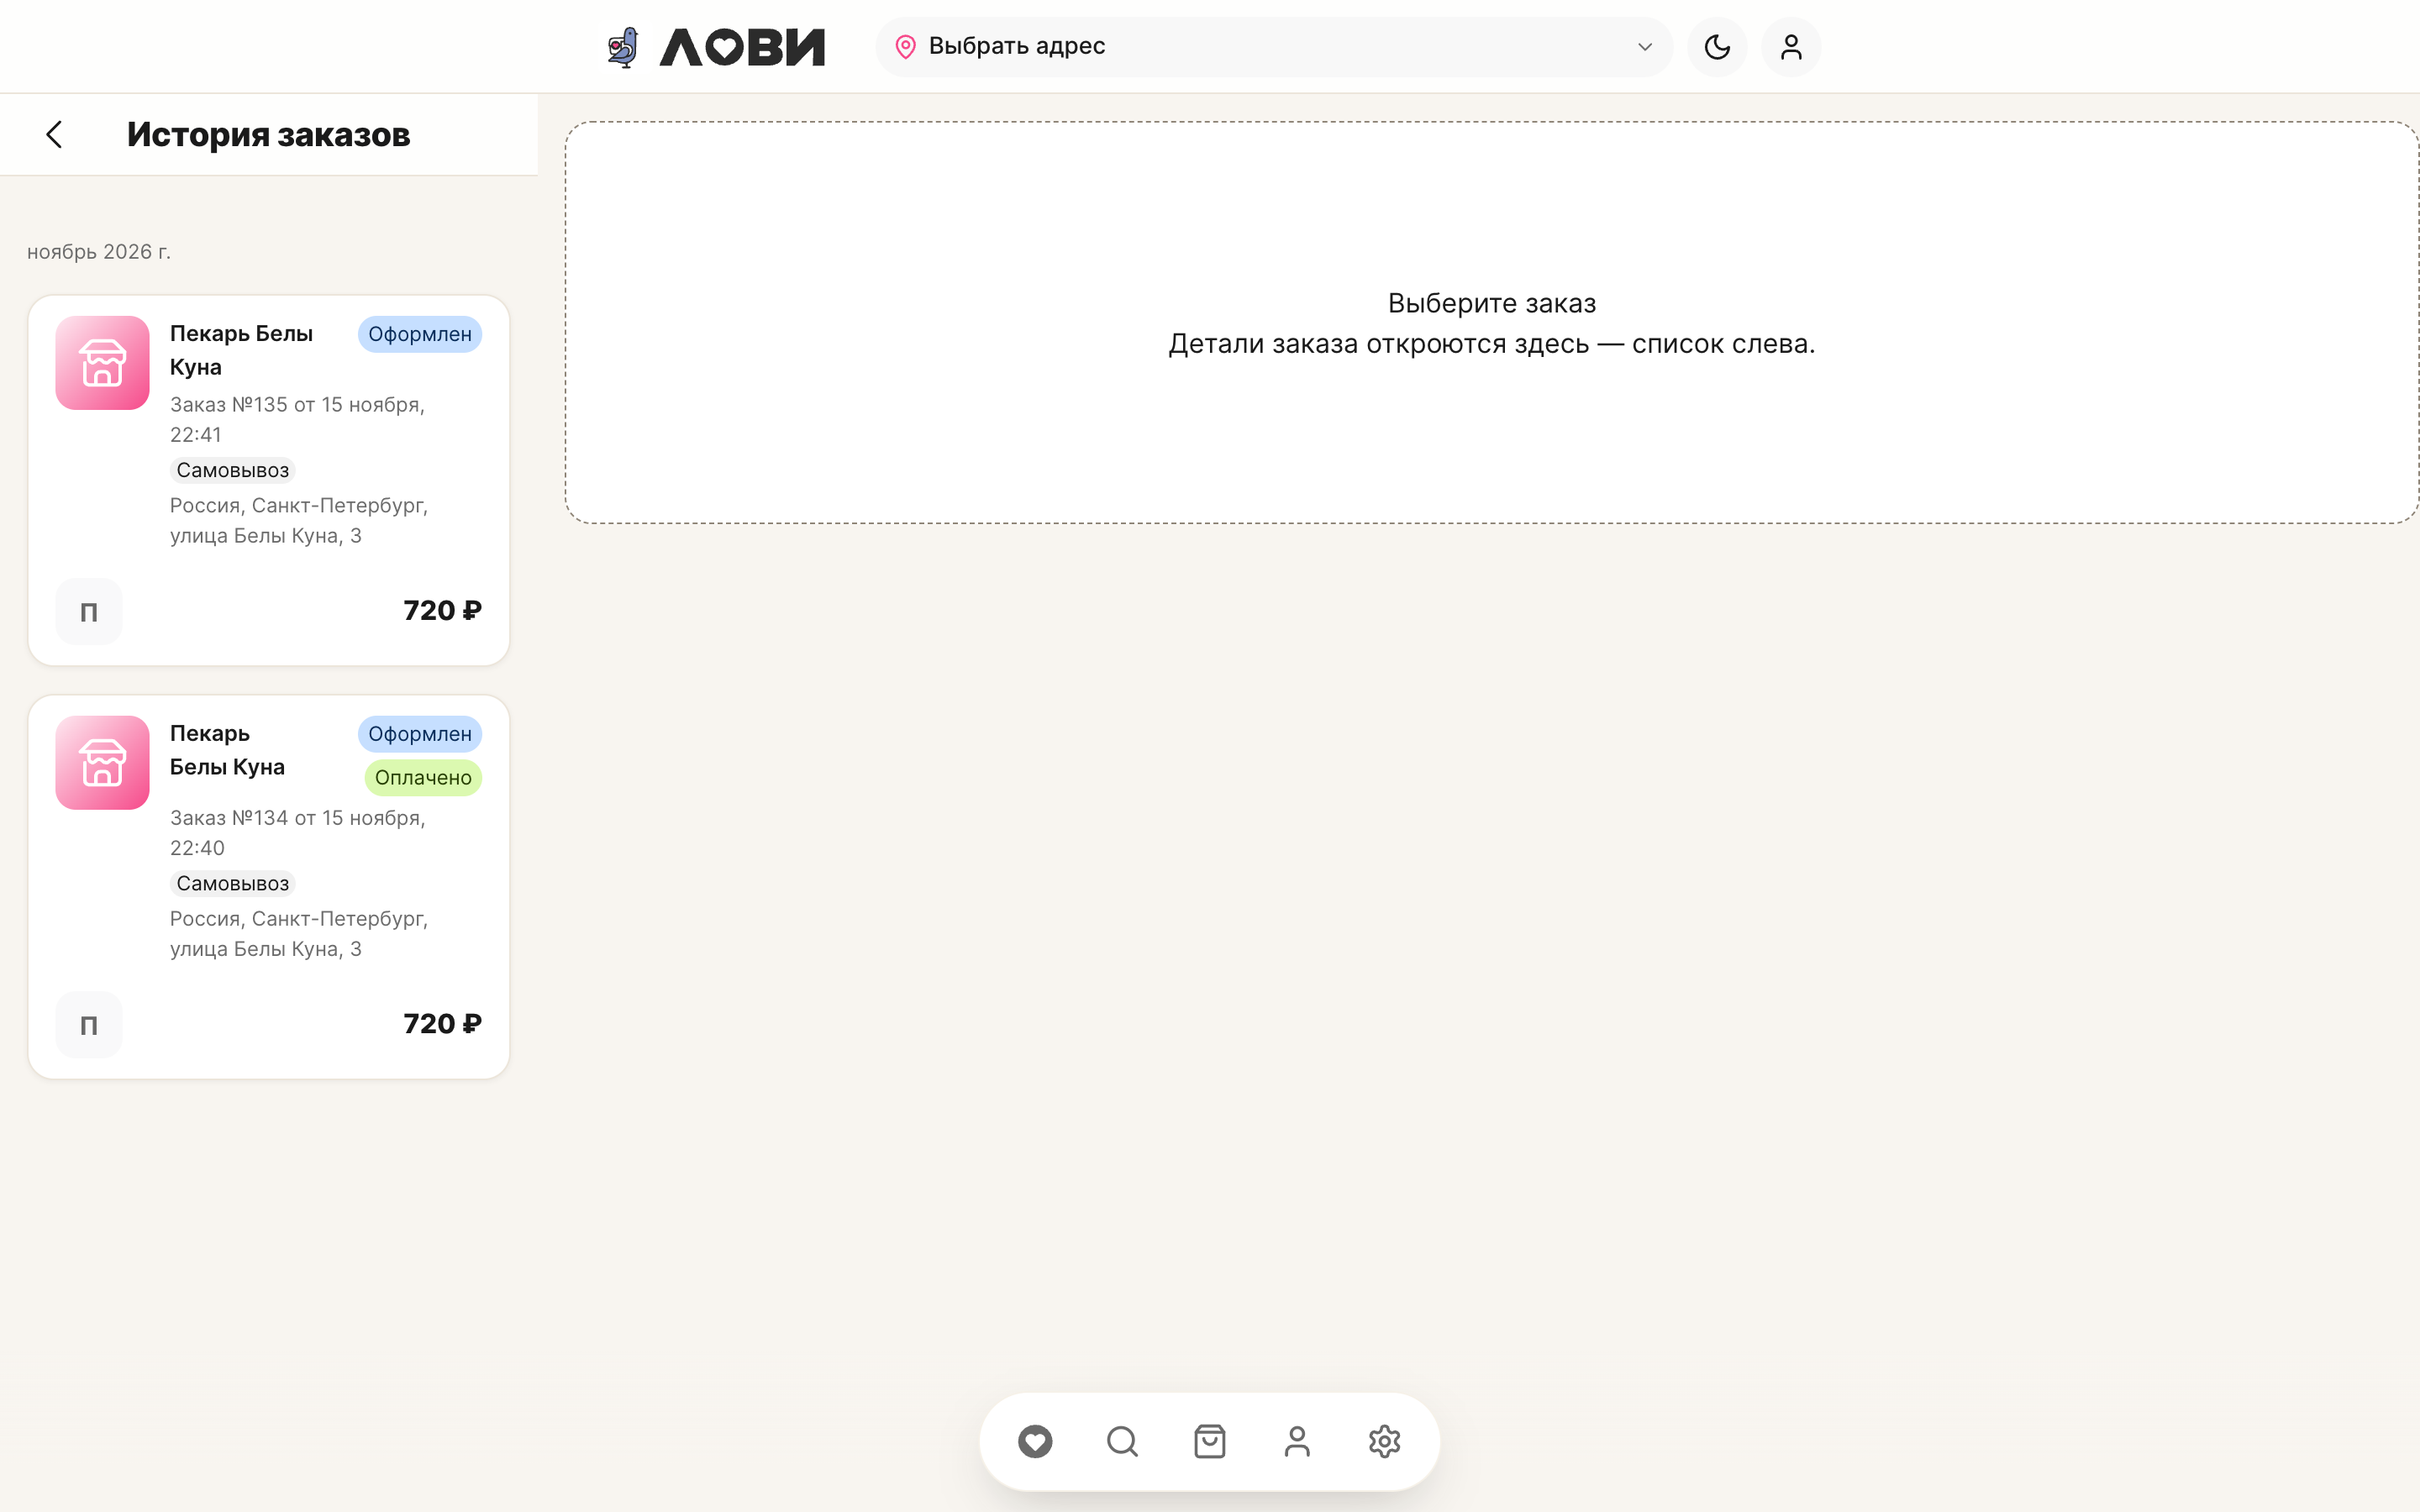 ЛОВИ
Выбрать адрес
История заказов
ноябрь 2026 г.
Пекарь Белы
Куна
Оформлен
Заказ №135 от 15 ноября,
22:41
Самовывоз
Россия, Санкт-Петербург,
улица Белы Куна, 3
П
720 ₽
Пекарь
Белы Куна
Оформлен
Оплачено
Заказ №134 от 15 ноября,
22:40
Самовывоз
Россия, Санкт-Петербург,
улица Белы Куна, 3
П
720 ₽
Выберите заказ
Детали заказа откроются здесь — список слева.